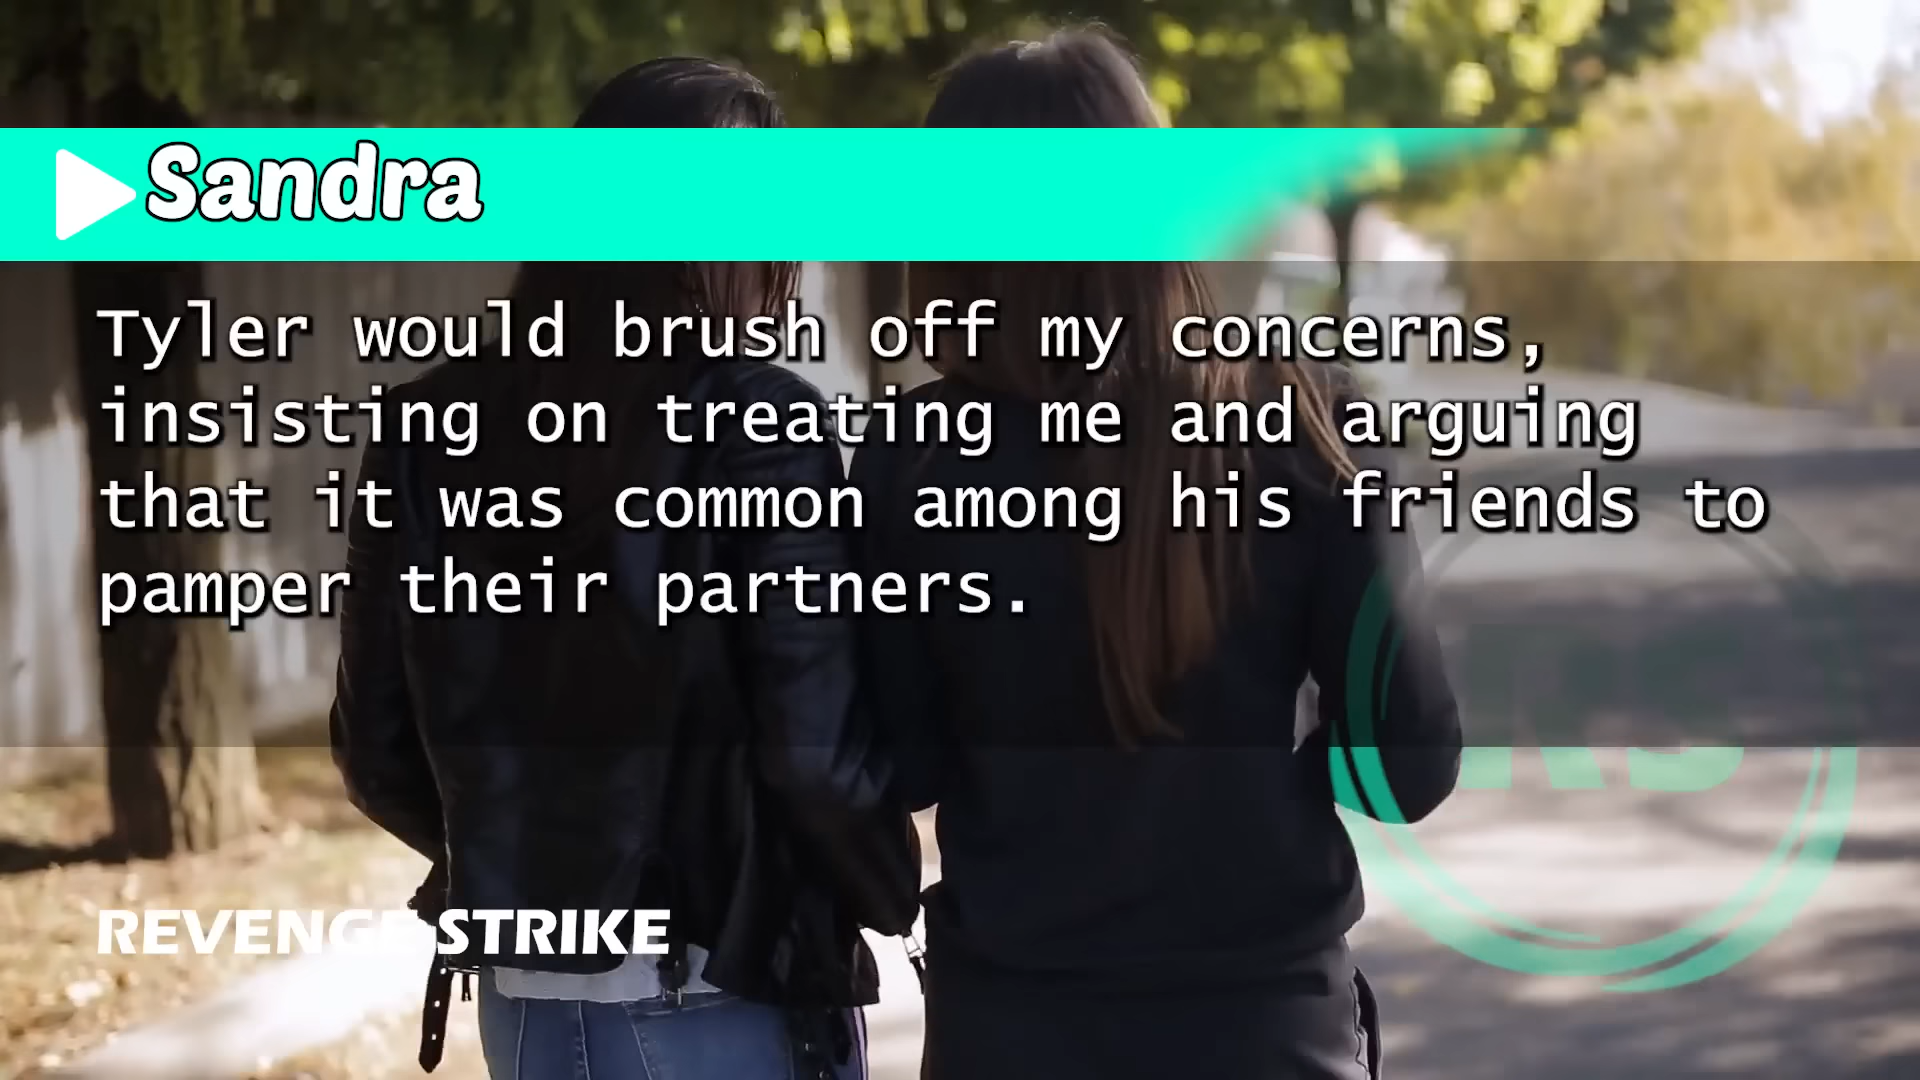 Sandra
Tyler would brush off my concerns,
insisting on treating me and arguing
that it was common among his friends to
pamper their partners.
RS
REVENGE STRIKE